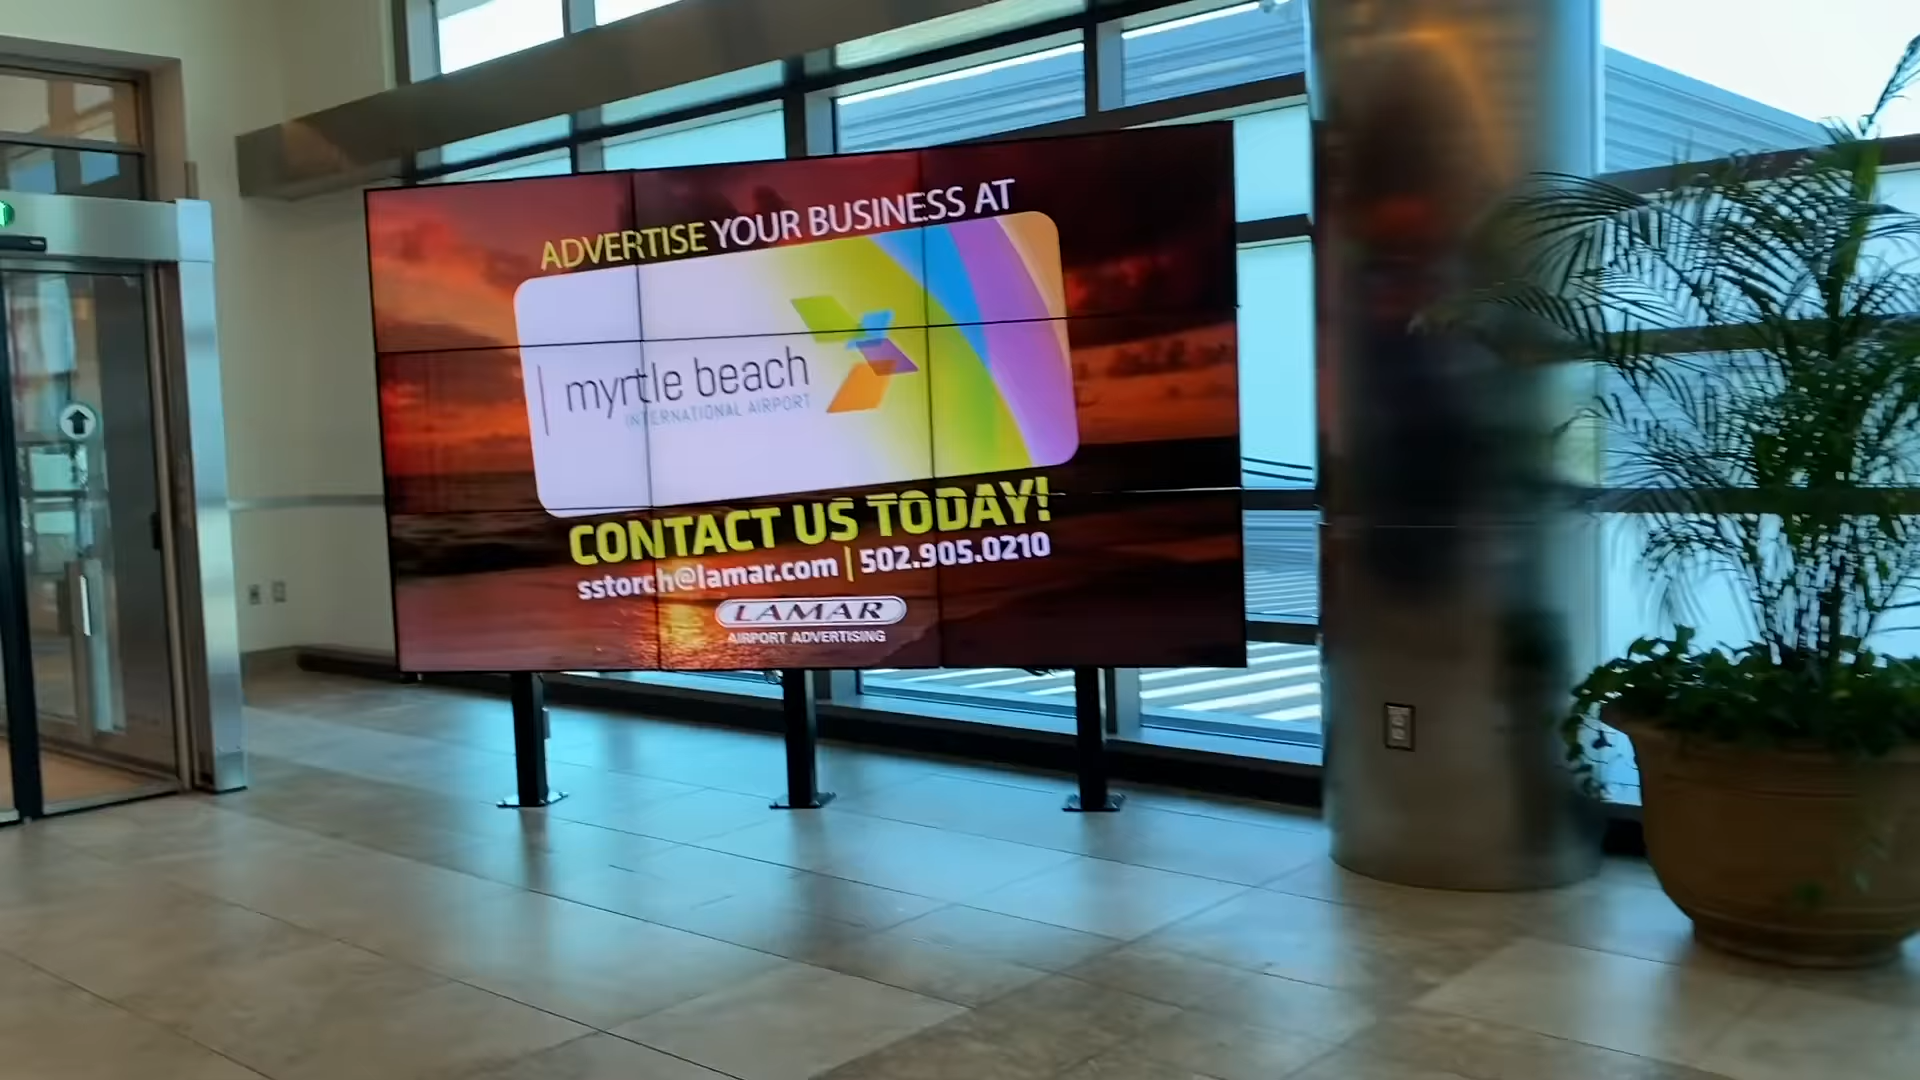 ADVERTISE YOUR BUSINESS AT
myrtle beach
INTERNATIONAL AIRPORT
CONTACT US TODAY!
sstorch@lamar.com | 502.905.0210
LAMAR
AIRPORT ADVERTISING